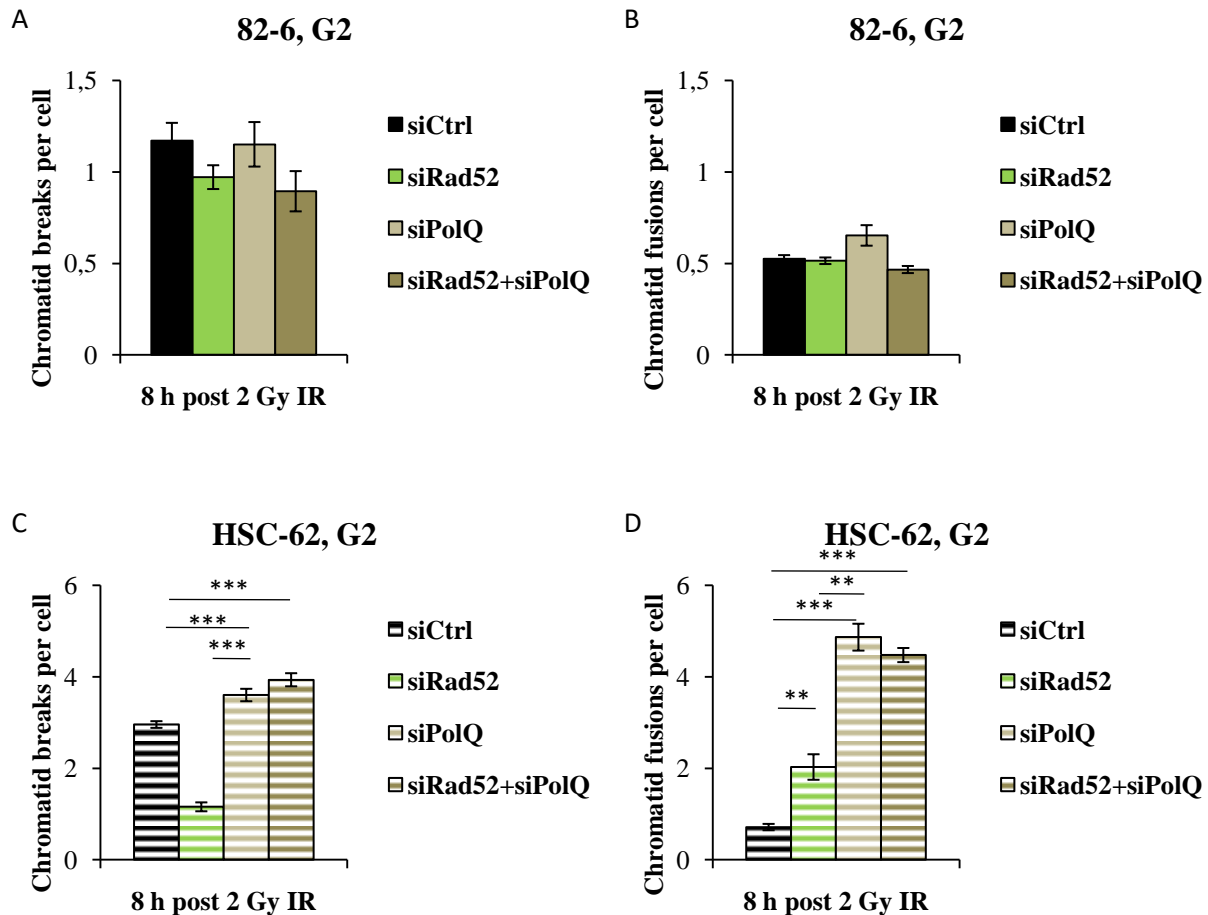 A
82-6, G2
Chromatid breaks per cell
1,5
1
0,5
0
8 h post 2 Gy IR
siCtrl
siRad52
siPolQ
siRad52+siPolQ
B
82-6, G2
Chromatid fusions per cell
1,5
1
0,5
0
8 h post 2 Gy IR
siCtrl
siRad52
siPolQ
siRad52+siPolQ
C
HSC-62, G2
Chromatid breaks per cell
6
4
2
0
***
***
***
8 h post 2 Gy IR
siCtrl
siRad52
siPolQ
siRad52+siPolQ
D
HSC-62, G2
Chromatid fusions per cell
6
4
2
0
***
**
***
**
8 h post 2 Gy IR
siCtrl
siRad52
siPolQ
siRad52+siPolQ